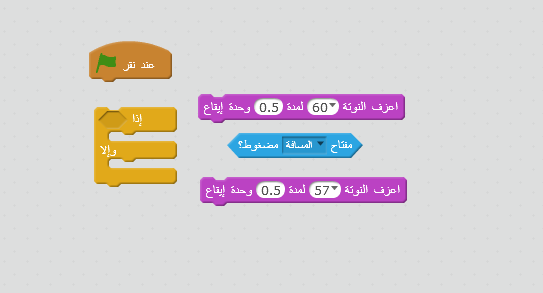 عند نقر
اعزف النوتة 60 لمدة 0.5 وحدة إيقاع
إذا
مفتاح المسافة مضغوط؟
وإلا
اعزف النوتة 57 لمدة 0.5 وحدة إيقاع